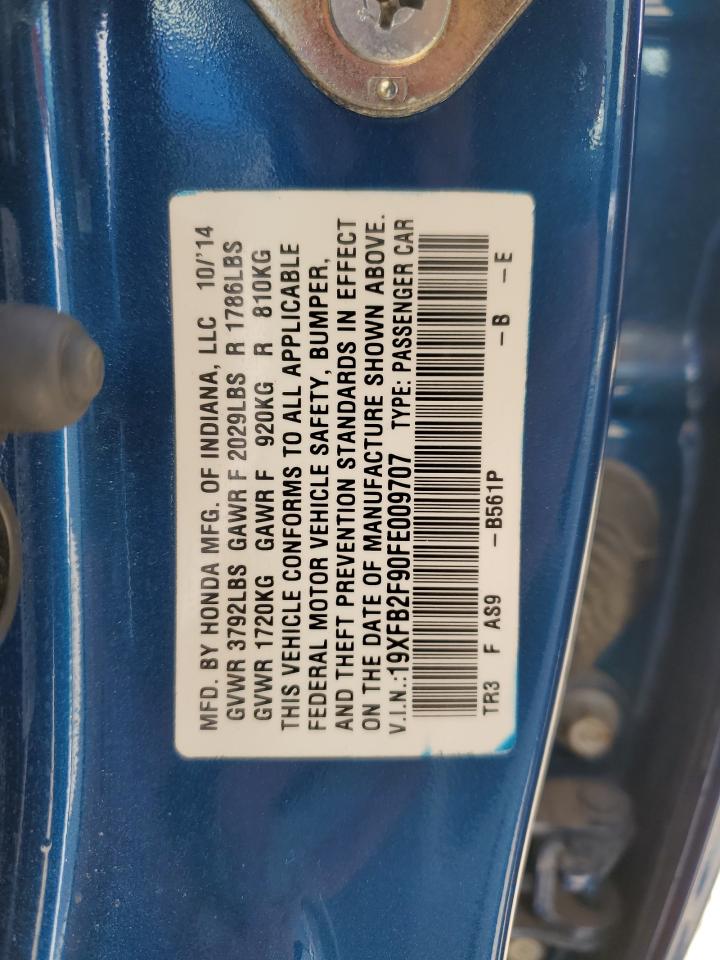 MFD. BY HONDA MFG. OF INDIANA, LLC 10/'14
GVWR 3792LBS GAWR F 2029LBS R 1786LBS
GVWR 1720KG GAWR F 920KG R 810KG
THIS VEHICLE CONFORMS TO ALL APPLICABLE
FEDERAL MOTOR VEHICLE SAFETY, BUMPER,
AND THEFT PREVENTION STANDARDS IN EFFECT
ON THE DATE OF MANUFACTURE SHOWN ABOVE.
V.I.N.:19XFB2F90FE009707 TYPE: PASSENGER CAR
TR3 F AS9 -B561P -B -E